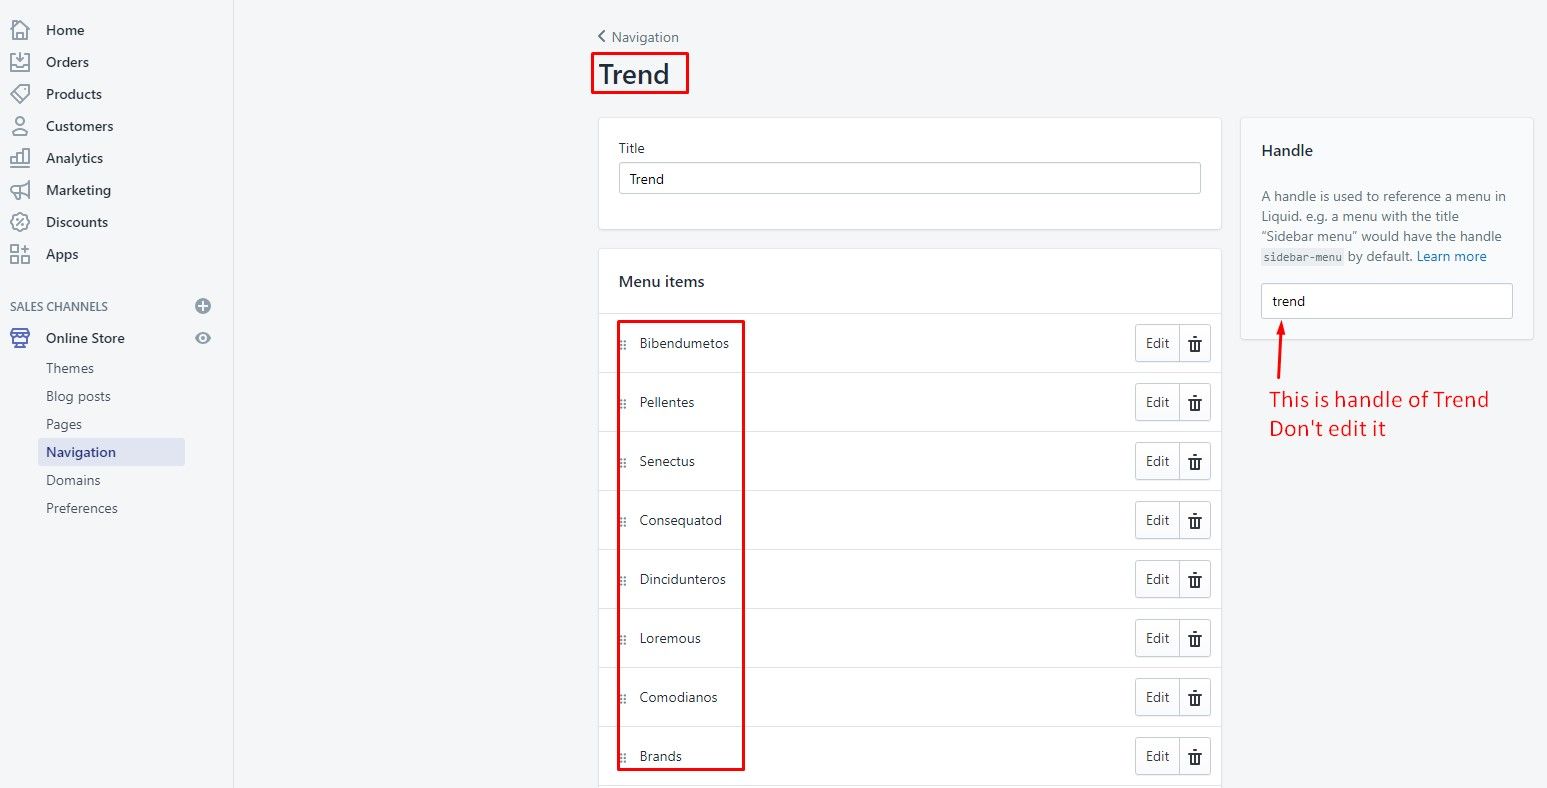 Home
Orders
Products
Customers
Analytics
Marketing
Discounts
Apps
SALES CHANNELS
Online Store
Themes
Blog posts
Pages
Navigation
Domains
Preferences
Navigation
Trend
Title
Trend
Menu items
Bibendumetos Edit
Pellentes Edit
Senectus Edit
Consequatod Edit
Dincidunteros Edit
Loremous Edit
Comodianos Edit
Brands Edit
Handle
A handle is used to reference a menu in
Liquid. e.g. a menu with the title
“Sidebar menu” would have the handle
sidebar-menu by default. Learn more
trend
This is handle of Trend
Don't edit it